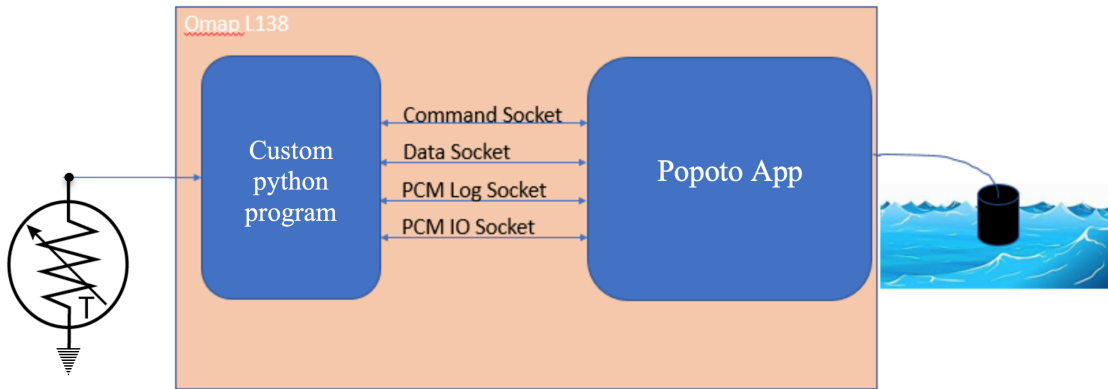 Omap L138
Custom
python
program
Command Socket
Data Socket
PCM Log Socket
PCM IO Socket
Popoto App
T